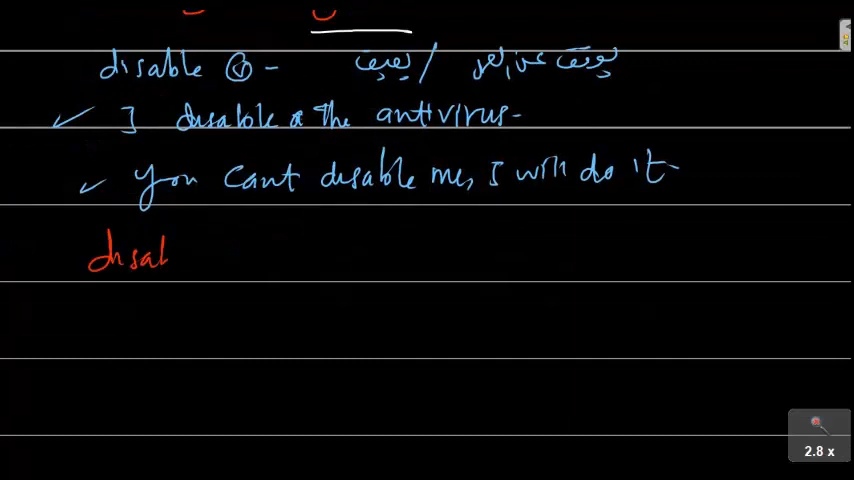 disable (v) - يعيق / يوقف عن العمل
I disable the antivirus.
you cant disable me, I will do it.
disal
2.8 x